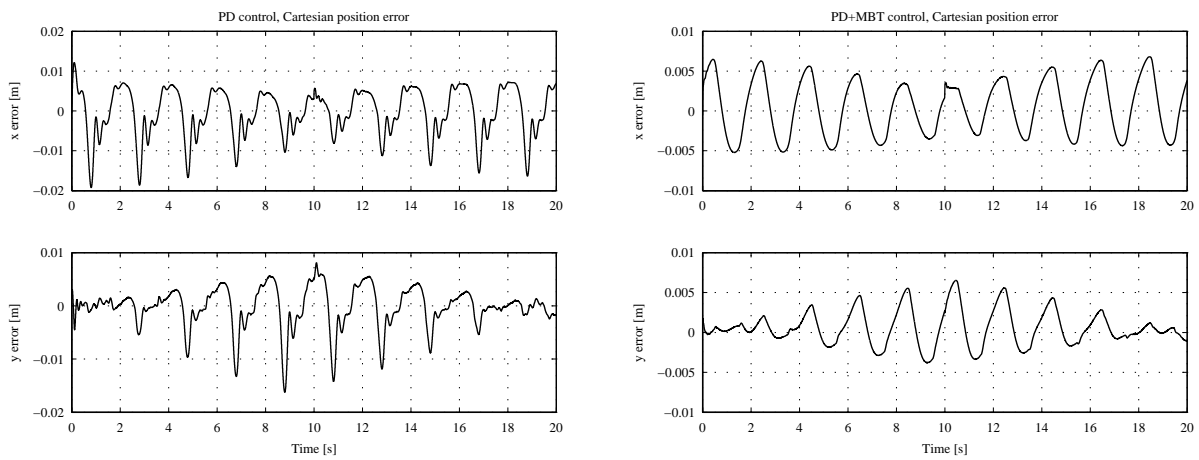 PD control, Cartesian position error
0.02
0.01
0
−0.01
−0.02
x error [m]
0 2 4 6 8 10 12 14 16 18 20
0.01
0
−0.01
−0.02
y error [m]
0 2 4 6 8 10 12 14 16 18 20
Time [s]
PD+MBT control, Cartesian position error
0.01
0.005
0
−0.005
−0.01
x error [m]
0 2 4 6 8 10 12 14 16 18 20
0.01
0.005
0
−0.005
−0.01
y error [m]
0 2 4 6 8 10 12 14 16 18 20
Time [s]